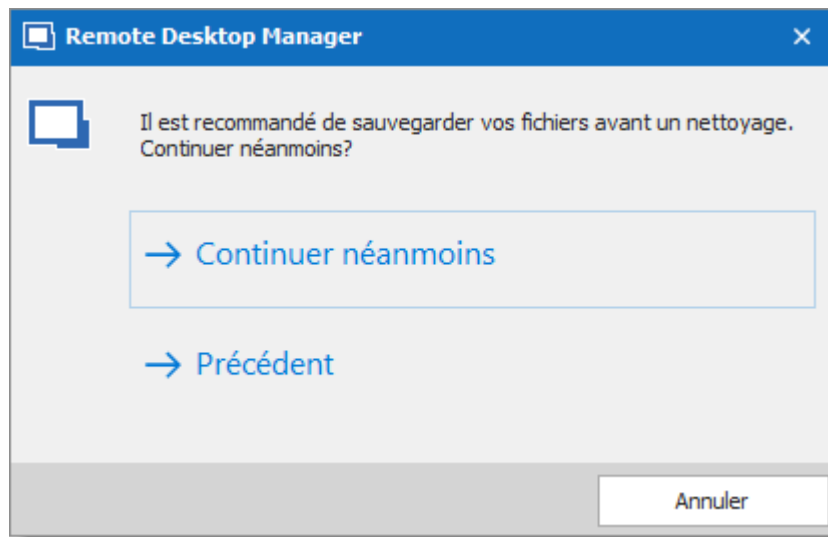 Remote Desktop Manager
Il est recommandé de sauvegarder vos fichiers avant un nettoyage.
Continuer néanmoins?
Continuer néanmoins
Précédent
Annuler